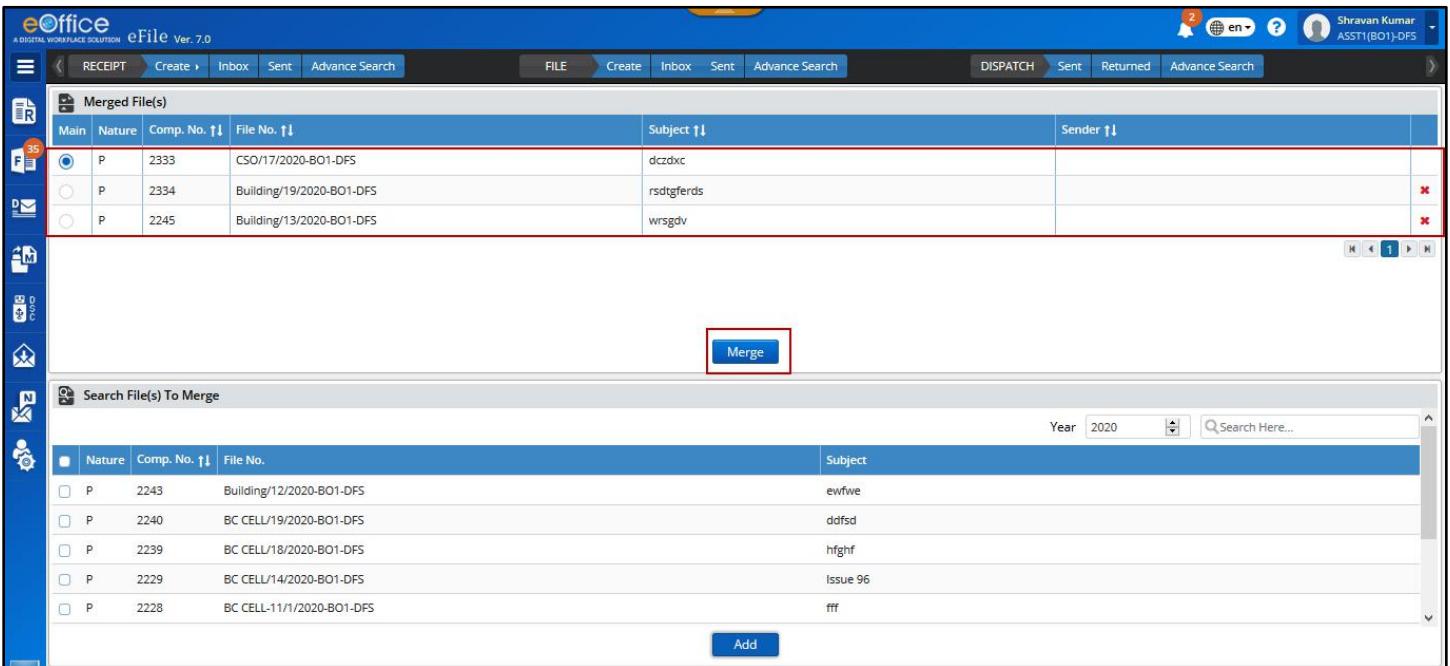 eOffice
A DIGITAL WORKPLACE SOLUTION eFile Ver. 7.0
2 en ? Shravan Kumar
ASST1(BO1)-DFS
RECEIPT Create Inbox Sent Advance Search FILE Create Inbox Sent Advance Search DISPATCH Sent Returned Advance Search
R
Merged File(s)
Main Nature Comp. No. File No. Subject Sender
F 35
P 2333 CSO/17/2020-BO1-DFS dczdxc
P 2334 Building/19/2020-BO1-DFS rsdtgferds
D
P 2245 Building/13/2020-BO1-DFS wrsgdv
M
1
DSC
Merge
Search File(s) To Merge
N
Year 2020 Search Here...
Nature Comp. No. File No. Subject
P 2243 Building/12/2020-BO1-DFS ewfwe
P 2240 BC CELL/19/2020-BO1-DFS ddfsd
P 2239 BC CELL/18/2020-BO1-DFS hfghf
P 2229 BC CELL/14/2020-BO1-DFS Issue 96
P 2228 BC CELL-11/1/2020-BO1-DFS fff
Add